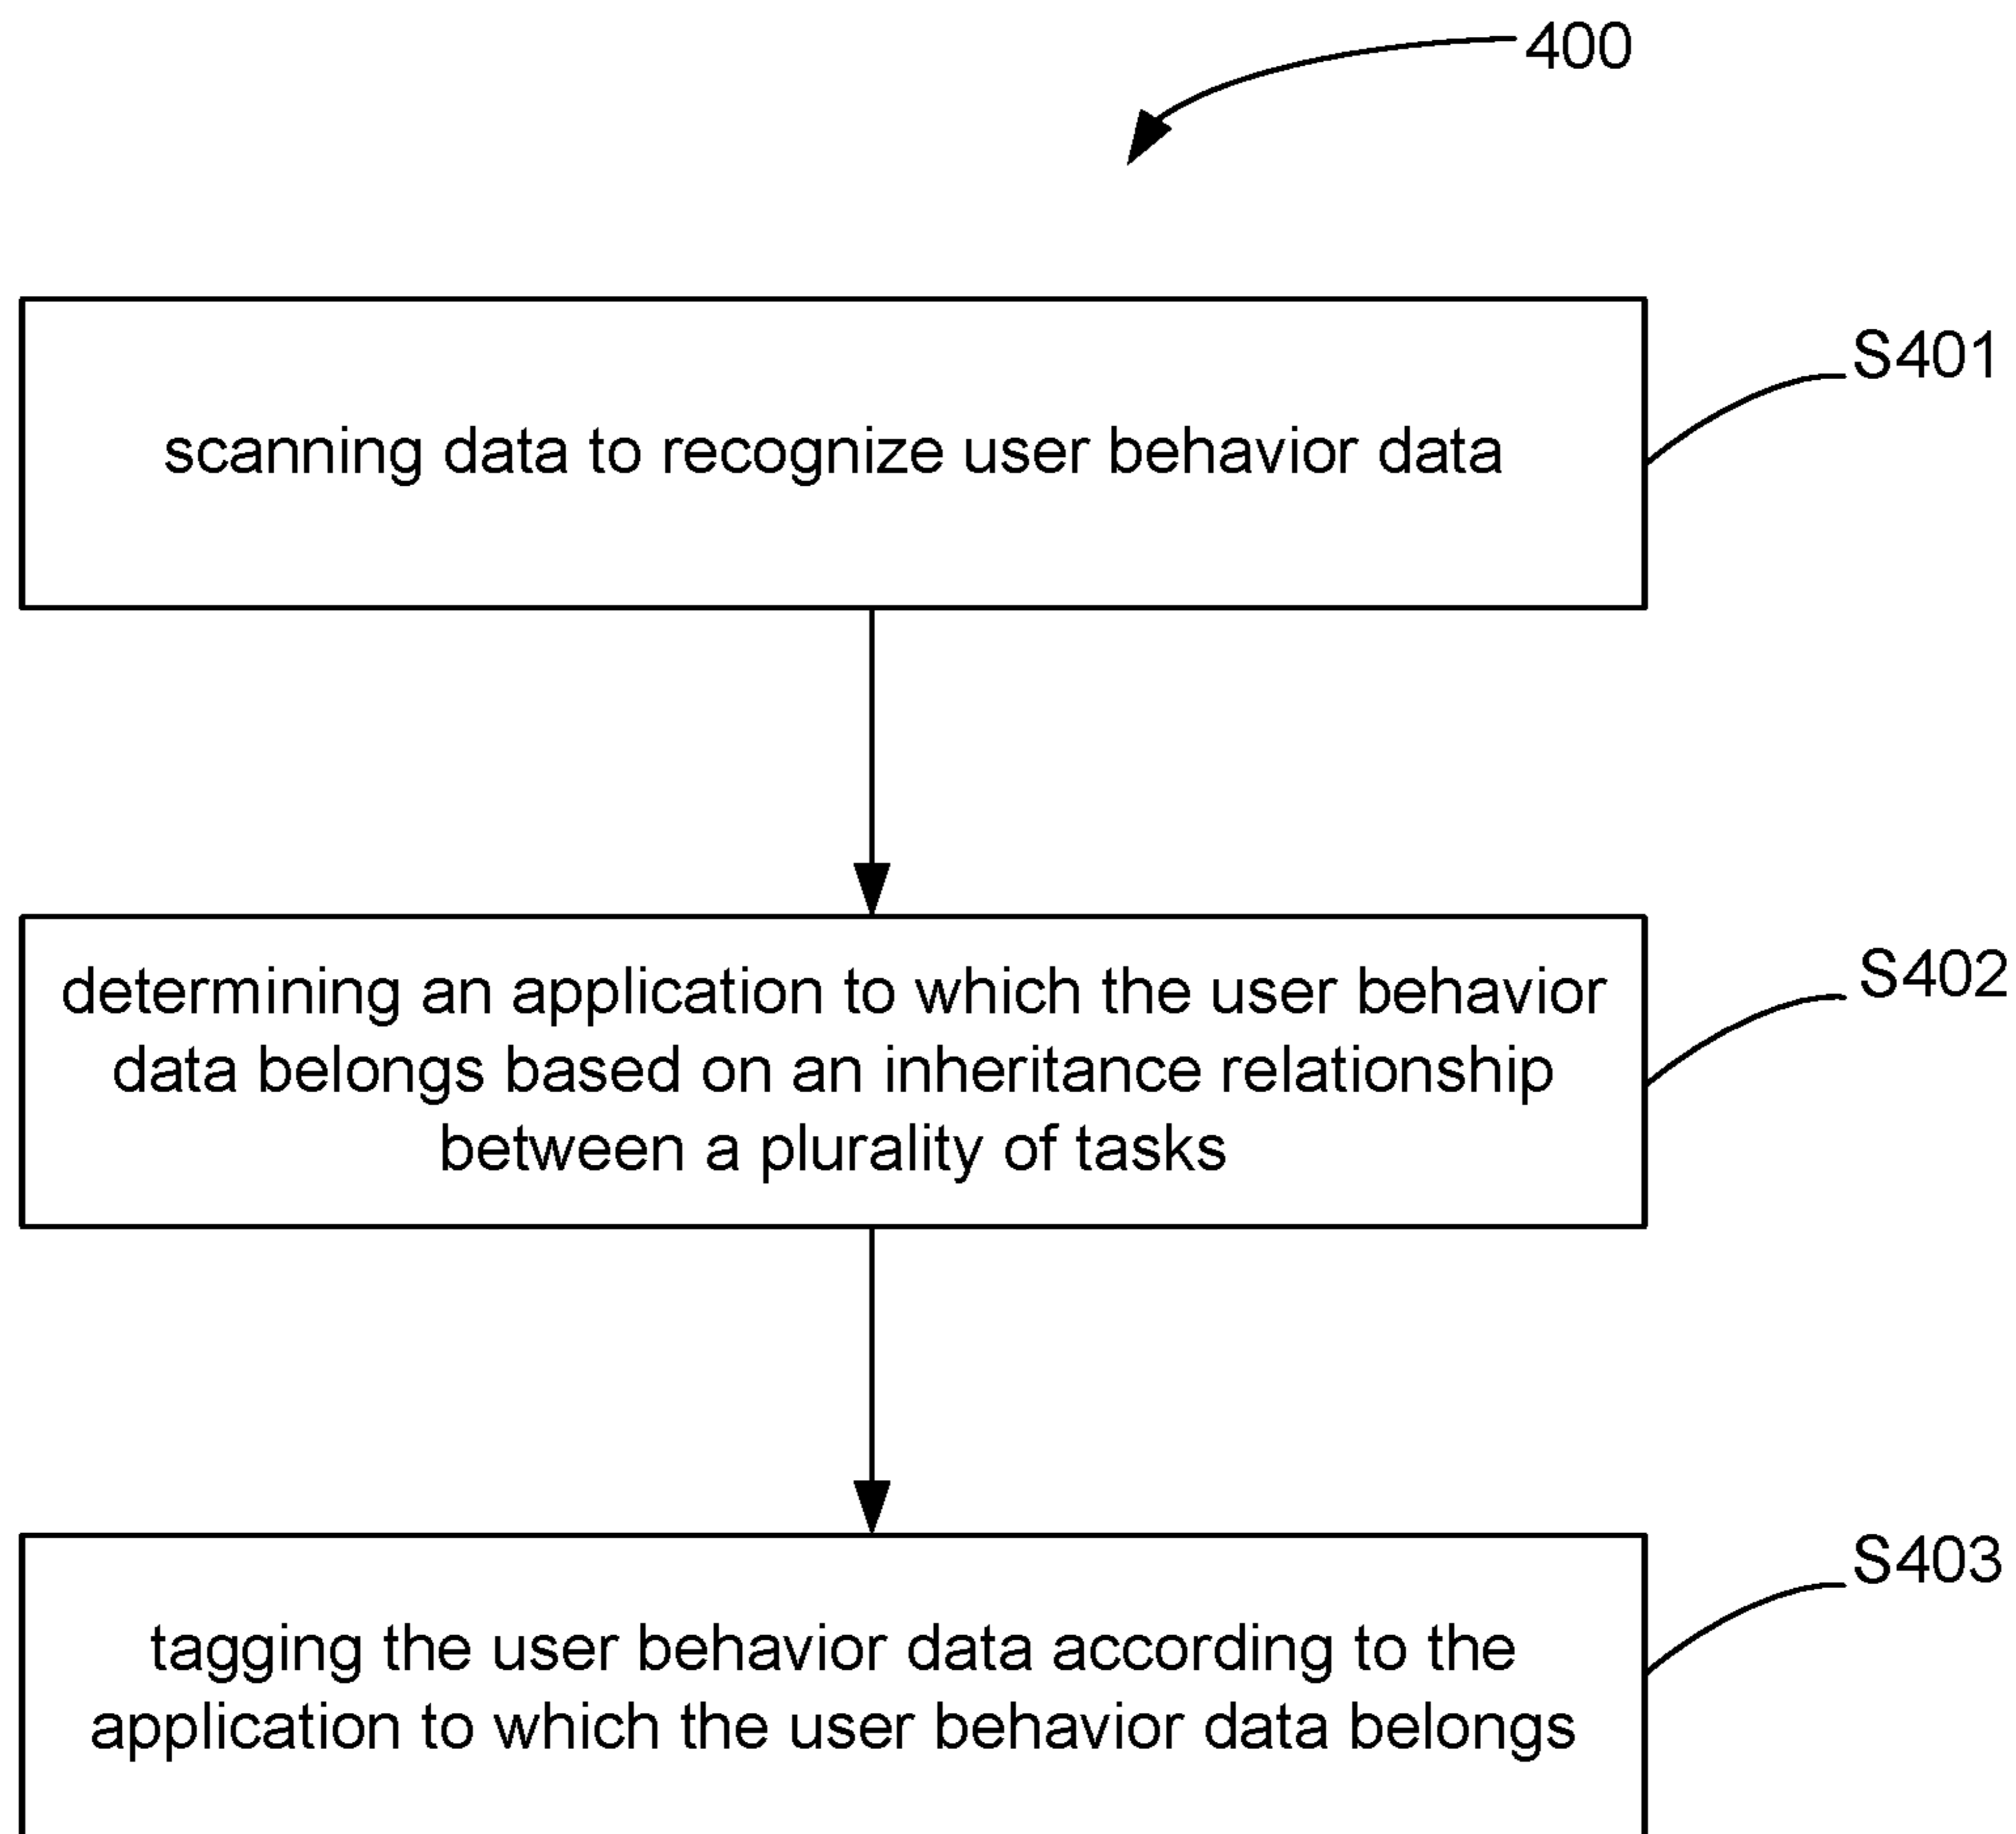 400
S401
scanning data to recognize user behavior data
S402
determining an application to which the user behavior
data belongs based on an inheritance relationship
between a plurality of tasks
S403
tagging the user behavior data according to the
application to which the user behavior data belongs